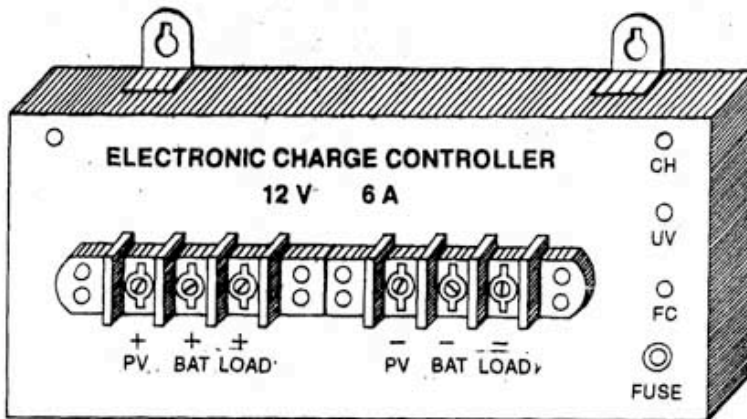 ELECTRONIC CHARGE CONTROLLER
12 V 6 A
CH
UV
FC
FUSE
+ + + − − =
PV BAT LOAD PV BAT LOAD